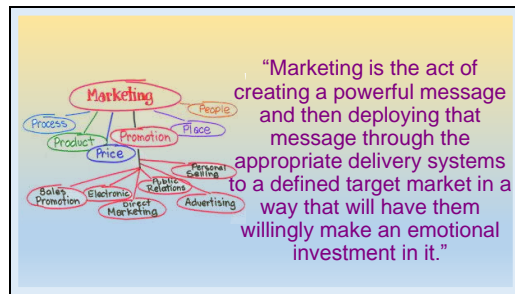 Marketing
People
Process
Place
Product
Promotion
Price
Personal
Selling
Public
Relations
Sales
Promotion
Electronic
Direct
Marketing
Advertising
“Marketing is the act of
creating a powerful message
and then deploying that
message through the
appropriate delivery systems
to a defined target market in a
way that will have them
willingly make an emotional
investment in it.”